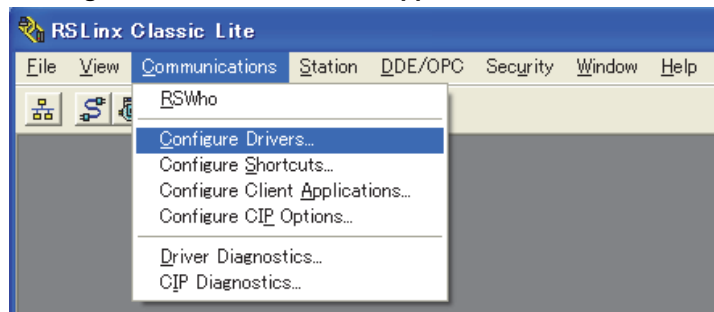 RSLinx Classic Lite
File View Communications Station DDE/OPC Security Window Help
RSWho
Configure Drivers...
Configure Shortcuts...
Configure Client Applications...
Configure CIP Options...
Driver Diagnostics...
CIP Diagnostics...